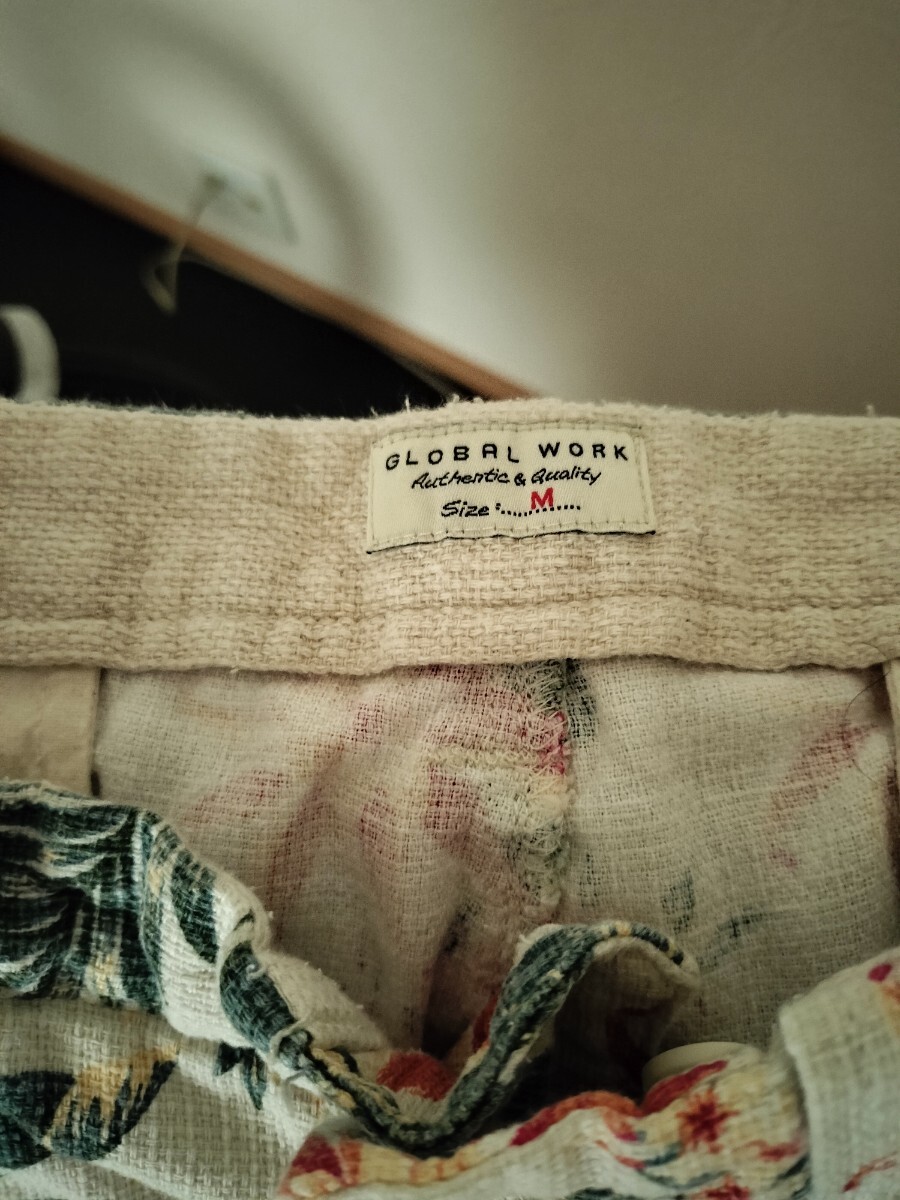 GLOBAL WORK
Authentic & Quality
Size:.....M....